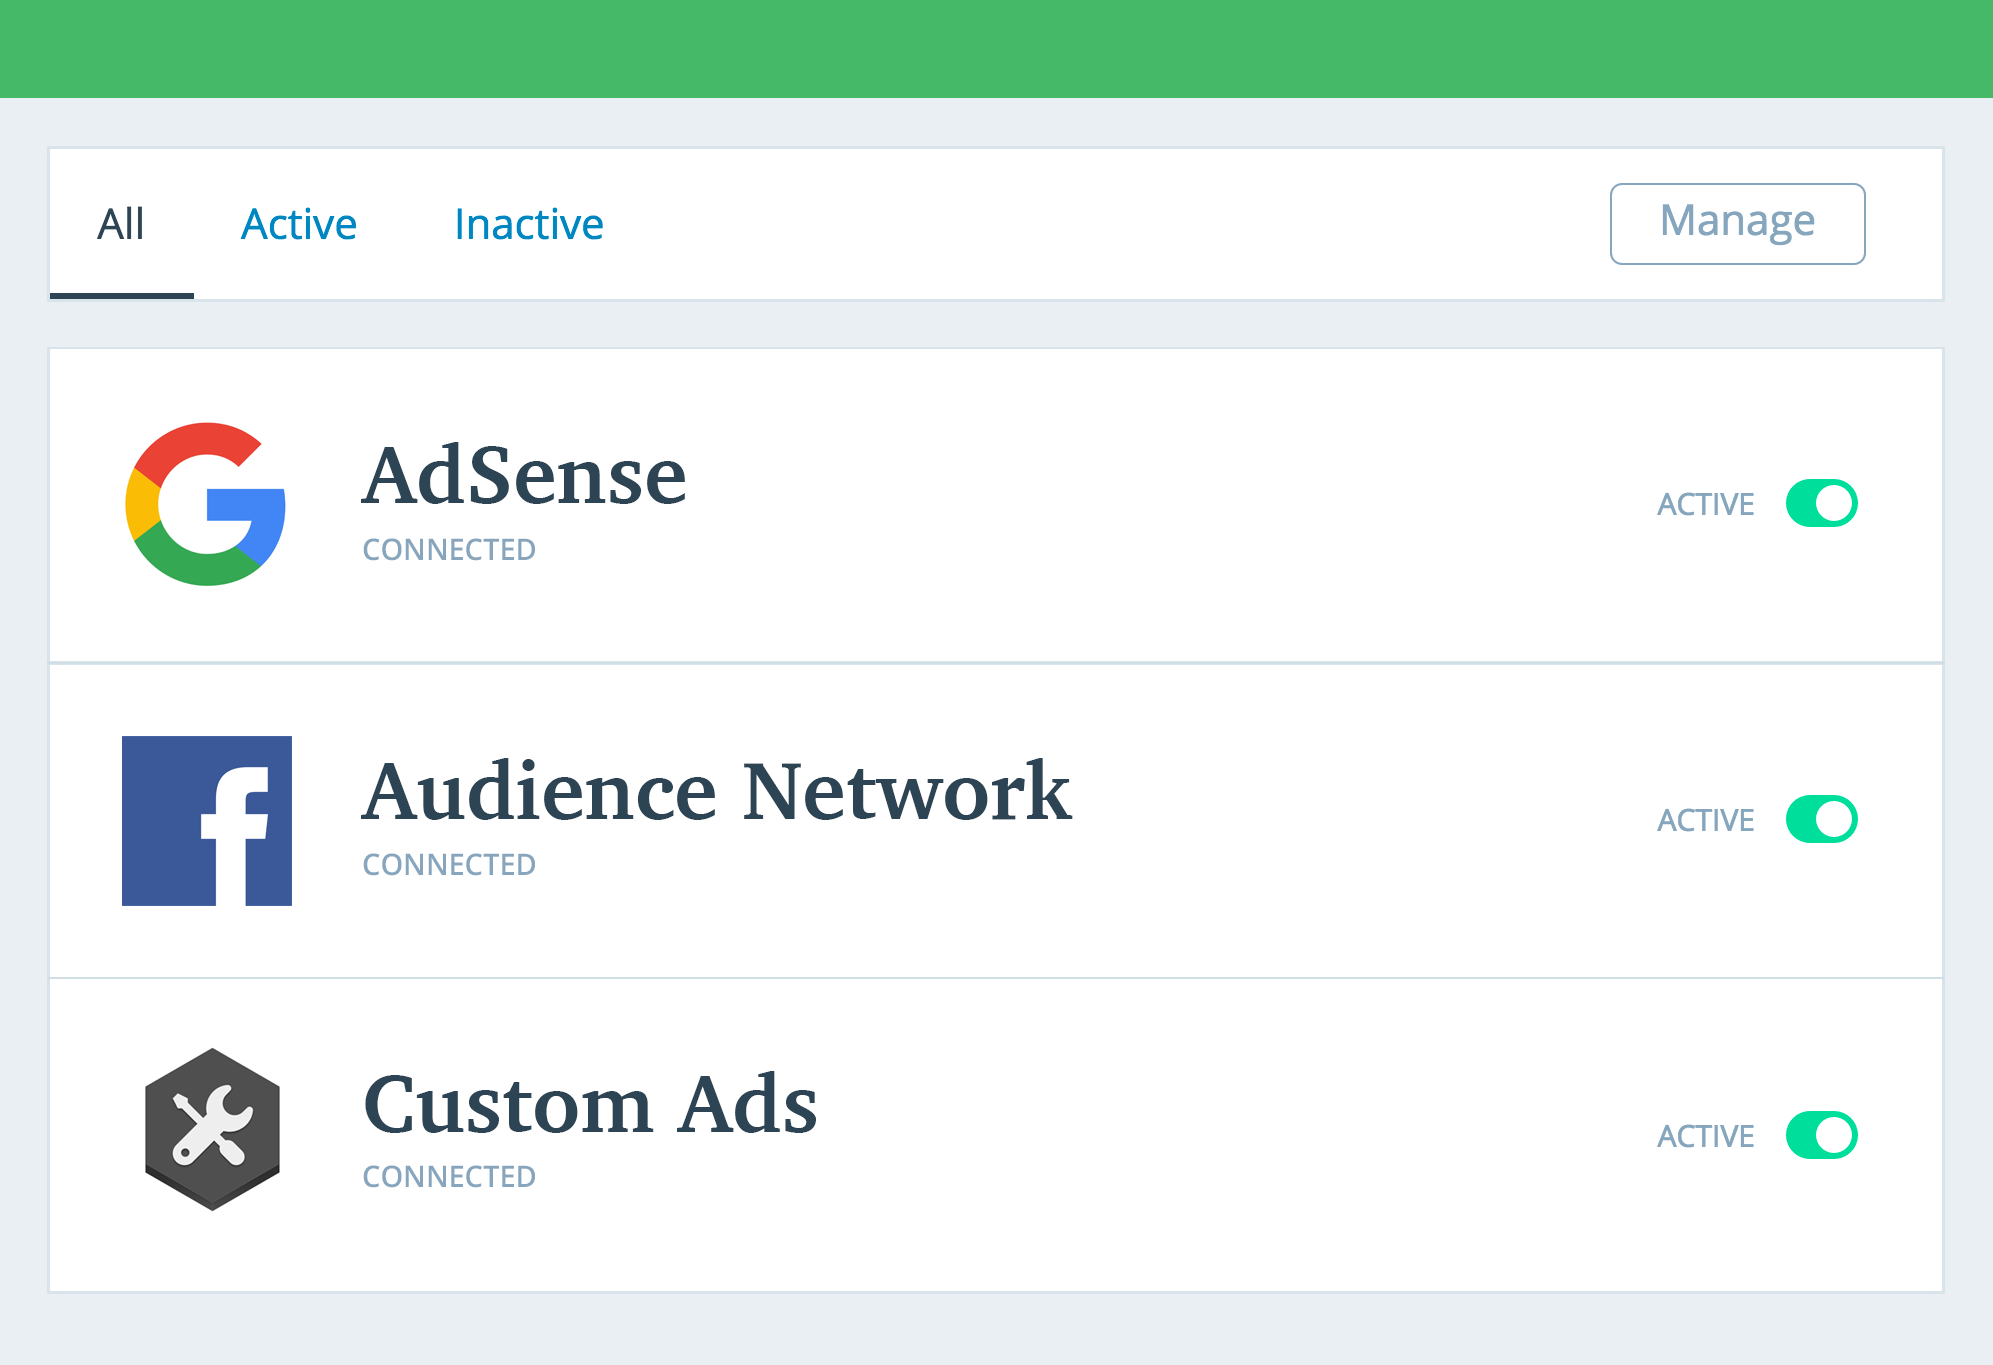 All Active Inactive Manage
AdSense
CONNECTED
ACTIVE
Audience Network
CONNECTED
ACTIVE
Custom Ads
CONNECTED
ACTIVE